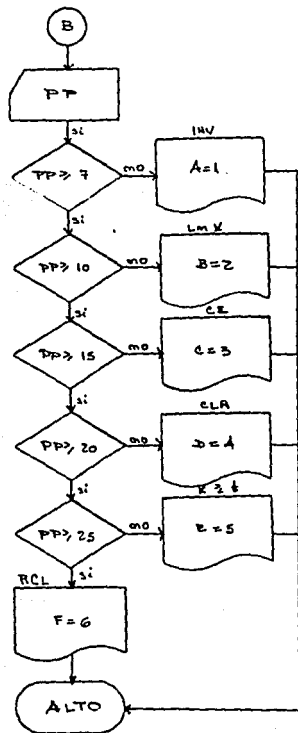 B
PP
si
INV
PP≥ 7
no
A=1
si
PP≥ 10
no
B=2
si
CE
PP≥ 15
no
C=3
si
CLR
PP≥ 20
no
D=4
si
PP≥ 25
no
E=5
RCL
si
F=6
ALTO